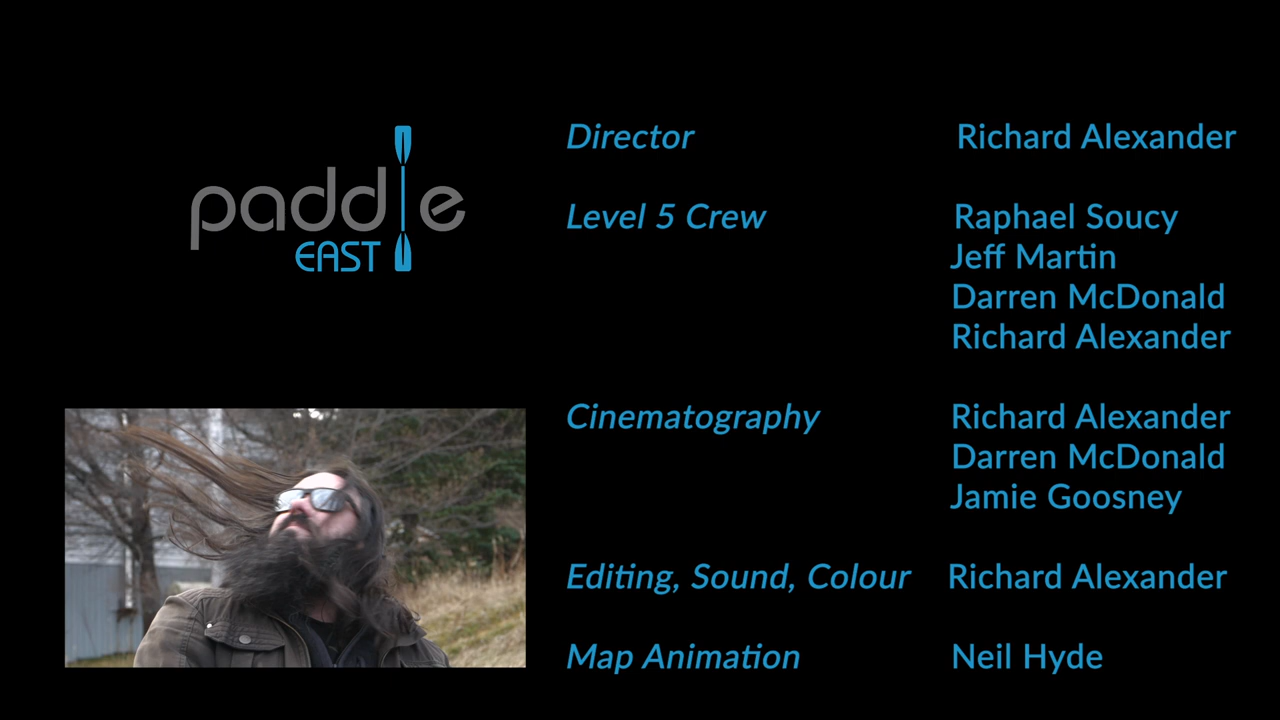 paddle
EAST
Director Richard Alexander
Level 5 Crew Raphael Soucy
Jeff Martin
Darren McDonald
Richard Alexander
Cinematography Richard Alexander
Darren McDonald
Jamie Goosney
Editing, Sound, Colour Richard Alexander
Map Animation Neil Hyde